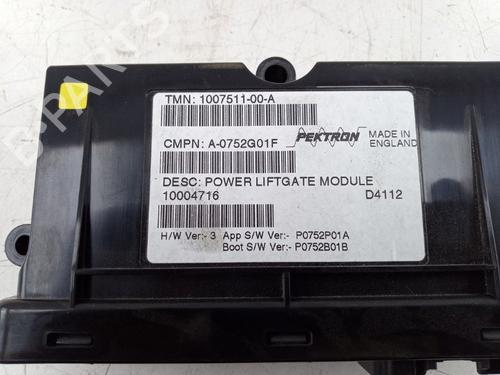 TMN: 1007511-00-A
CMPN: A-0752G01F
PEKTRON
MADE IN
ENGLAND
DESC: POWER LIFTGATE MODULE
10004716 D4112
H/W Ver:- 3 App S/W Ver:- P0752P01A
Boot S/W Ver:- P0752B01B
B-PARTS